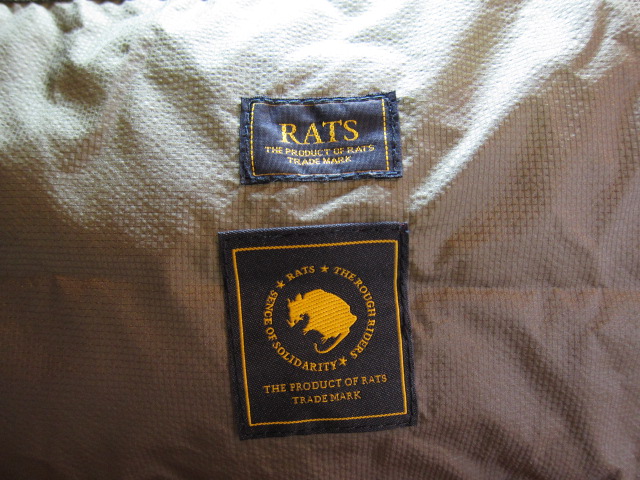 RATS
THE PRODUCT OF RATS
TRADE MARK
★ RATS ★ THE ROUGH RIDERS ★ SENCE OF SOLIDARITY
THE PRODUCT OF RATS
TRADE MARK